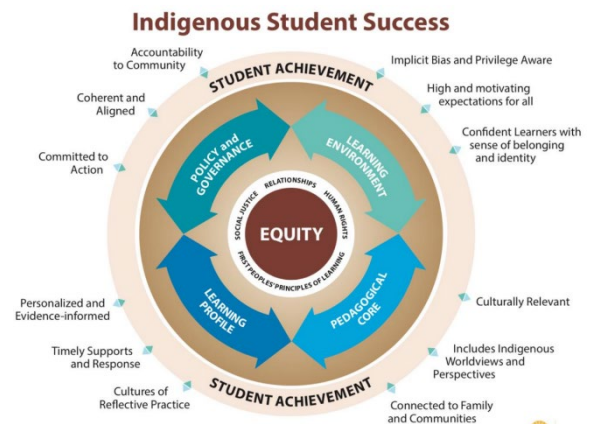 Indigenous Student Success
Accountability
to Community
Coherent and
Aligned
Committed to
Action
STUDENT ACHIEVEMENT
Implicit Bias and Privilege Aware
High and motivating
expectations for all
Confident Learners with
sense of belonging
and identity
POLICY and
GOVERNANCE
LEARNING
ENVIRONMENT
SOCIAL JUSTICE
RELATIONSHIPS
HUMAN RIGHTS
EQUITY
FIRST PEOPLES' PRINCIPLES OF LEARNING
LEARNING
PROFILE
PEDAGOGICAL
CORE
Personalized and
Evidence-informed
Timely Supports
and Response
Cultures of
Reflective Practice
STUDENT ACHIEVEMENT
Culturally Relevant
Includes Indigenous
Worldviews and
Perspectives
Connected to Family
and Communities